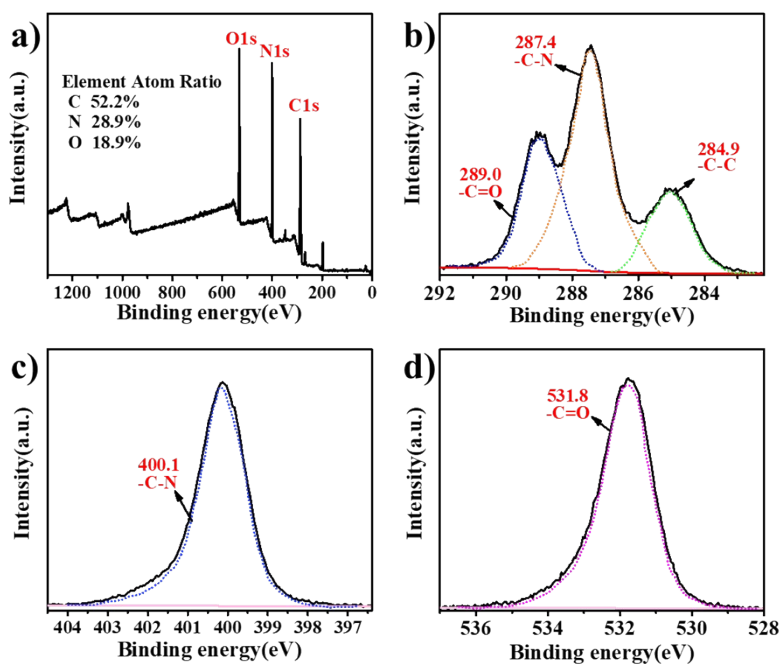 a)
O1s
N1s
C1s
Element Atom Ratio
C 52.2%
N 28.9%
O 18.9%
Intensity(a.u.)
1200 1000 800 600 400 200 0
Binding energy(eV)
b)
287.4
-C-N
284.9
-C-C
289.0
-C=O
Intensity(a.u.)
292 290 288 286 284
Binding energy(eV)
c)
400.1
-C-N
Intensity(a.u.)
404 403 402 401 400 399 398 397
Binding energy(eV)
d)
531.8
-C=O
Intensity(a.u.)
536 534 532 530 528
Binding energy(eV)